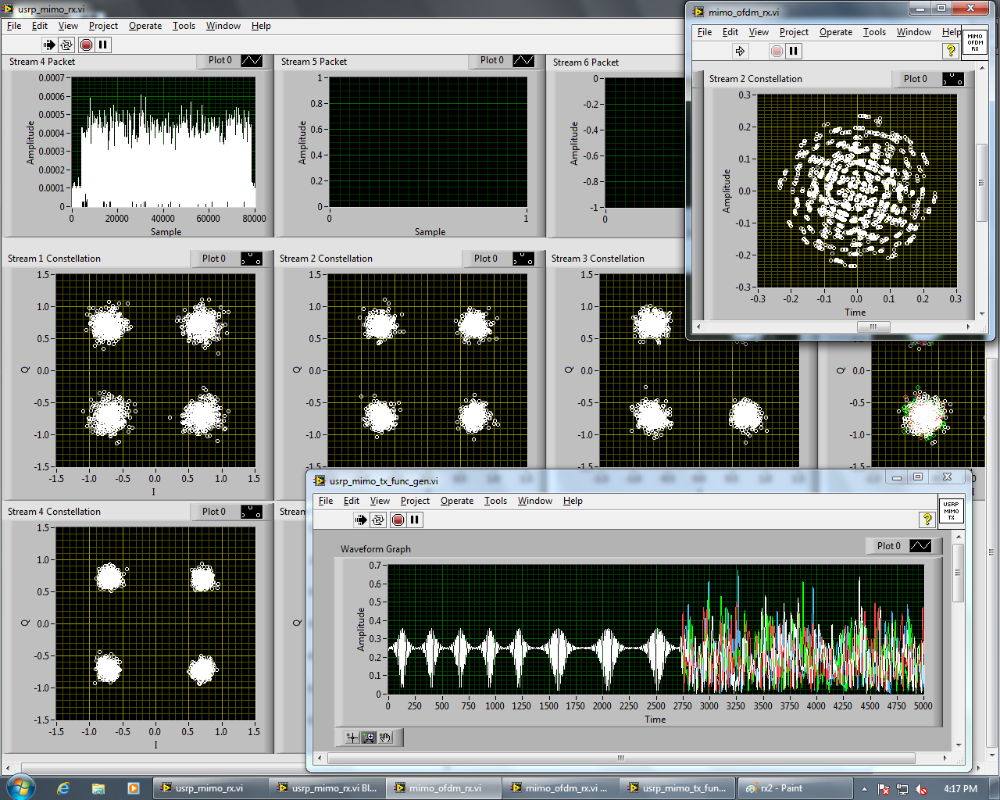 usrp_mimo_rx.vi
File Edit View Project Operate Tools Window Help
Stream 4 Packet Plot 0
0.0007
0.0006
0.0005
0.0004
0.0003
0.0002
0.0001
0
Amplitude
0 20000 40000 60000 80000
Sample
Stream 5 Packet Plot 0
1
0.8
0.6
0.4
0.2
0
Amplitude
0 1
Sample
Stream 6 Packet
0
-0.2
-0.4
-0.6
-0.8
-1
Amplitude
0
mimo_ofdm_rx.vi
File Edit View Project Operate Tools Window Help
MIMO
OFDM
RX
Stream 2 Constellation Plot 0
0.3
0.2
0.1
0.0
-0.1
-0.2
-0.3
Amplitude
-0.3 -0.2 -0.1 0.0 0.1 0.2 0.3
Time
Stream 1 Constellation Plot 0
1.5
1.0
0.5
0.0
-0.5
-1.0
-1.5
Q
-1.5 -1.0 -0.5 0.0 0.5 1.0 1.5
I
Stream 2 Constellation Plot 0
1.5
1.0
0.5
0.0
-0.5
-1.0
-1.5
Q
Stream 3 Constellation
1.5
1.0
0.5
0.0
-0.5
-1.0
-1.5
Q
0.0
-0.5
-1.0
-1.5
Q
I
Stream 4 Constellation Plot 0
1.5
1.0
0.5
0.0
-0.5
-1.0
-1.5
Q
-1.5 -1.0 -0.5 0.0 0.5 1.0 1.5
I
Stream
1.5
1.0
0.5
0.0
-0.5
-1.0
-1.5
Q
usrp_mimo_tx_func_gen.vi
File Edit View Project Operate Tools Window Help
USRP
MIMO
TX
Waveform Graph Plot 0
0.7
0.6
0.5
0.4
0.3
0.2
0.1
0
Amplitude
0 250 500 750 1000 1250 1500 1750 2000 2250 2500 2750 3000 3250 3500 3750 4000 4250 4500 4750 5000
Time
usrp_mimo_rx.vi usrp_mimo_rx.vi Bl... mimo_ofdm_rx.vi mimo_ofdm_rx.vi ... usrp_mimo_tx_fun... rx2 - Paint 4:17 PM